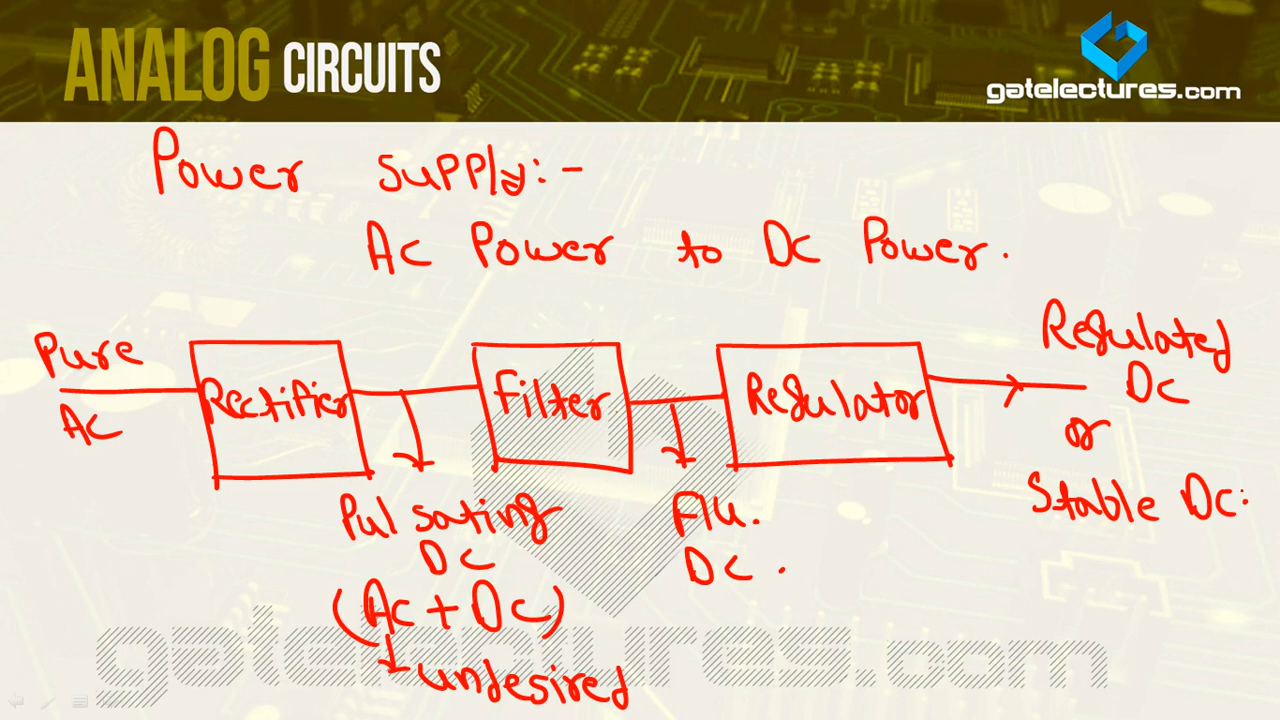 ANALOG CIRCUITS
gatelectures.com
Power Supply:-
AC Power to DC Power.
Pure
AC
Rectifier
Filter
Regulator
Regulated
DC
or
Stable DC:
Pulsating
DC
(AC + DC)
undesired
Flu.
DC.
gatelectures.com